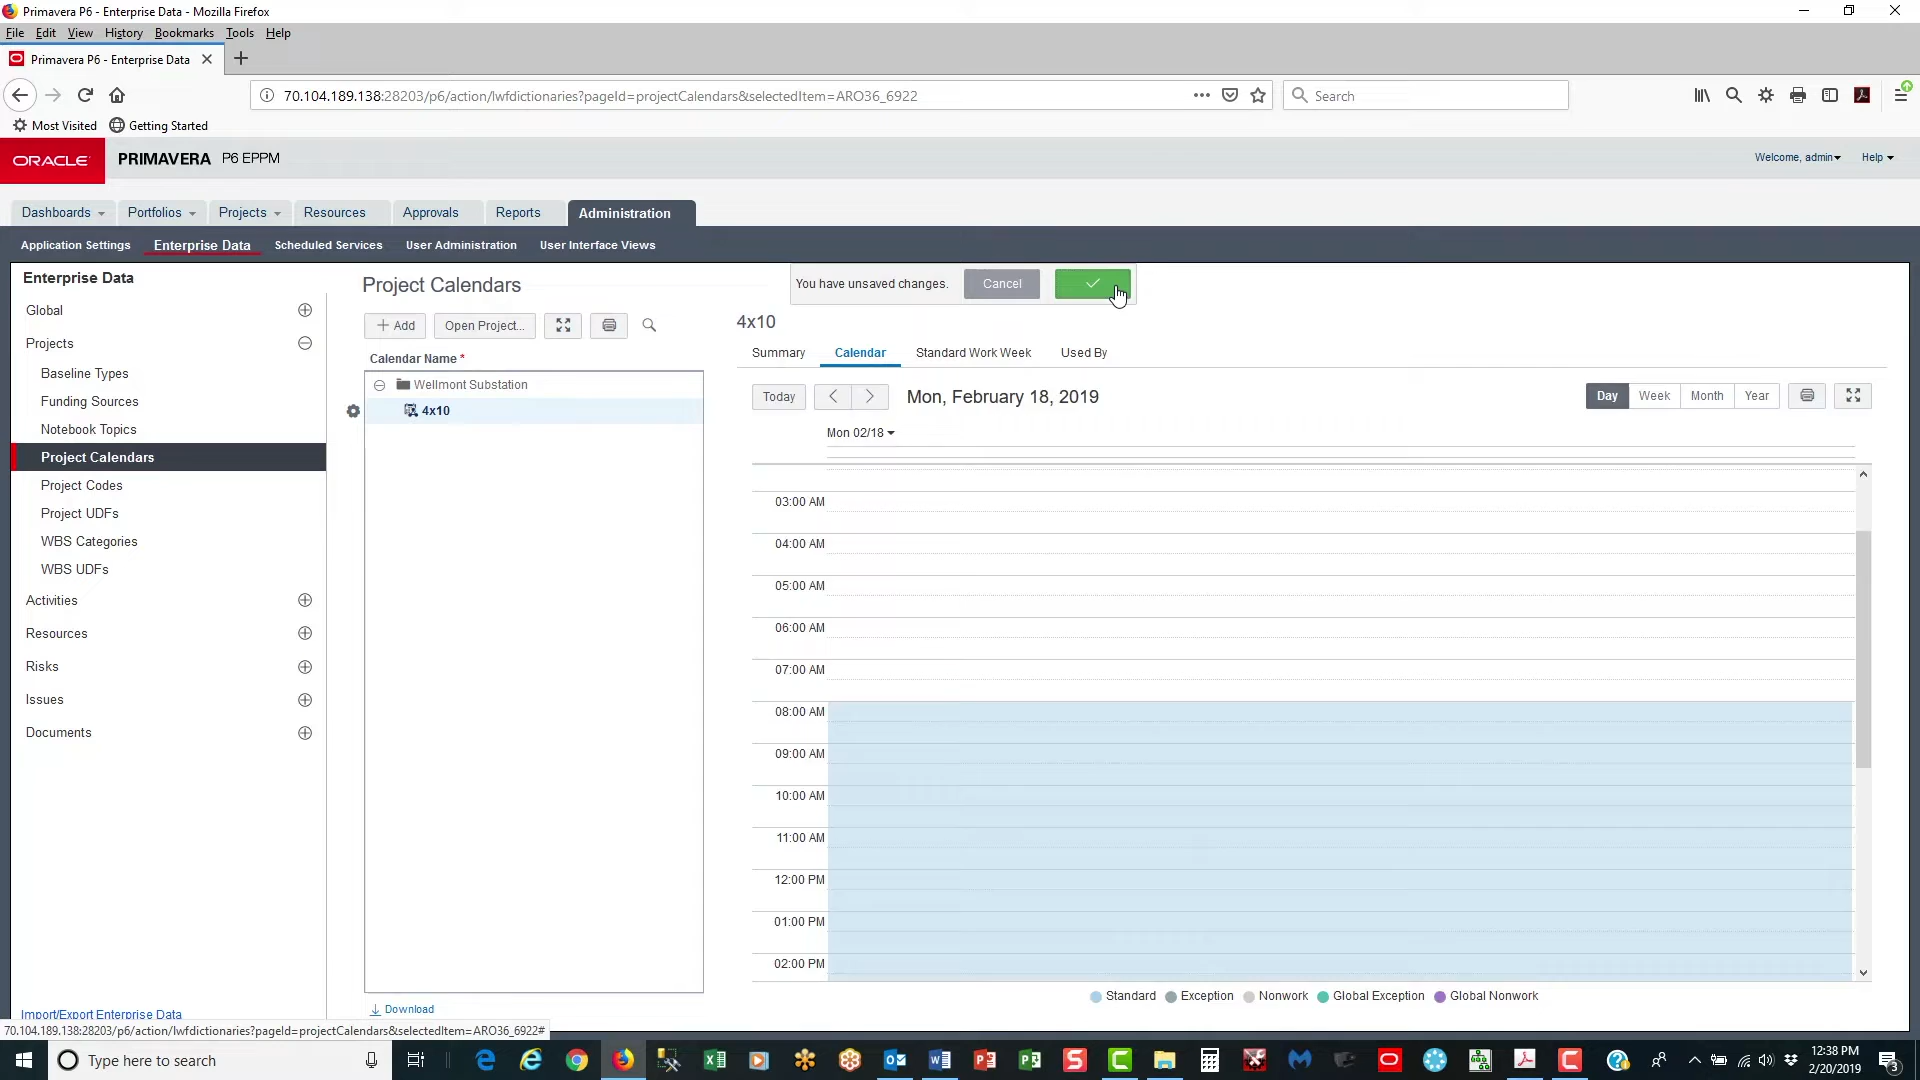 Primavera P6 - Enterprise Data - Mozilla Firefox
File Edit View History Bookmarks Tools Help
Primavera P6 - Enterprise Data
70.104.189.138:28203/p6/action/lwfdictionaries?pageId=projectCalendars&selectedItem=ARO36_6922
Search
Most Visited Getting Started
ORACLE PRIMAVERA P6 EPPM
Welcome, admin Help
Dashboards Portfolios Projects Resources Approvals Reports Administration
Application Settings Enterprise Data Scheduled Services User Administration User Interface Views
Enterprise Data
Global
Projects
Baseline Types
Funding Sources
Notebook Topics
Project Calendars
Project Codes
Project UDFs
WBS Categories
WBS UDFs
Activities
Resources
Risks
Issues
Documents
Import/Export Enterprise Data
Project Calendars
Add Open Project...
Calendar Name *
Wellmont Substation
4x10
Download
You have unsaved changes. Cancel
4x10
Summary Calendar Standard Work Week Used By
Today Mon, February 18, 2019 Day Week Month Year
Mon 02/18
03:00 AM
04:00 AM
05:00 AM
06:00 AM
07:00 AM
08:00 AM
09:00 AM
10:00 AM
11:00 AM
12:00 PM
01:00 PM
02:00 PM
Standard Exception Nonwork Global Exception Global Nonwork
70.104.189.138:28203/p6/action/lwfdictionaries?pageId=projectCalendars&selectedItem=ARO36_6922#
Type here to search
12:38 PM
2/20/2019
3